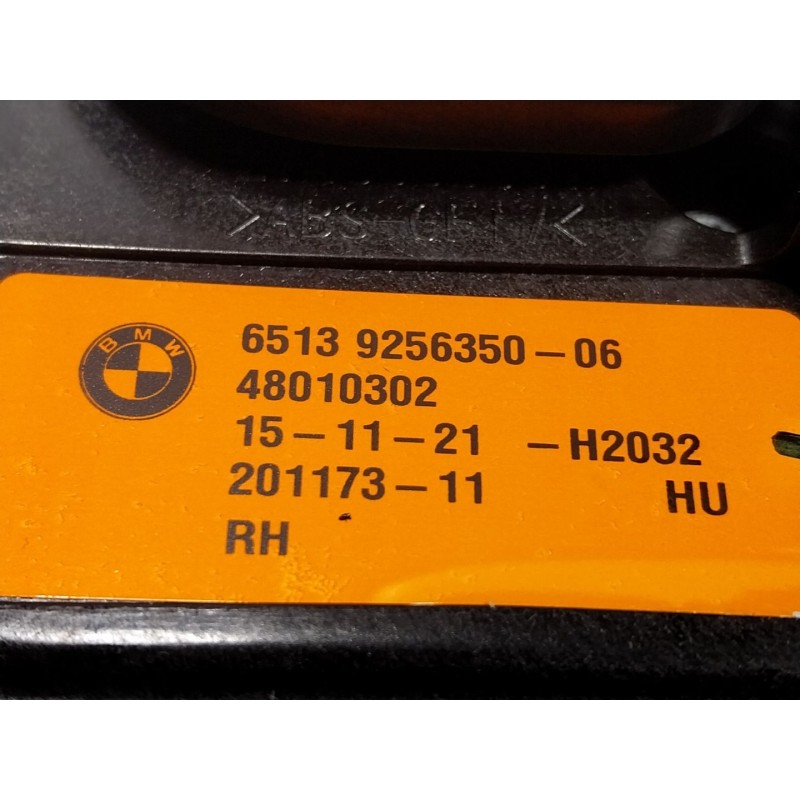 BMW
6513 9256350-06
48010302
15-11-21 -H2032
201173-11 HU
RH